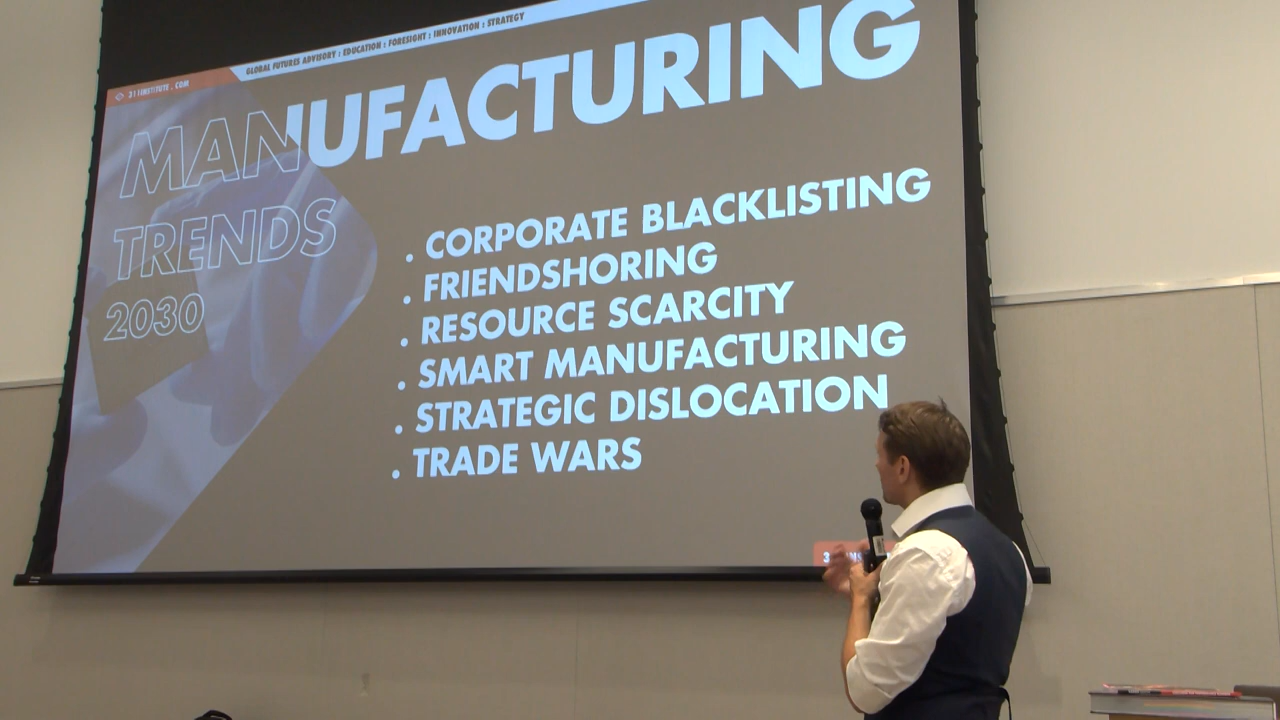 311INSTITUTE . COM
GLOBAL FUTURES ADVISORY : EDUCATION : FORESIGHT : INNOVATION : STRATEGY
MANUFACTURING
TRENDS
2030
. CORPORATE BLACKLISTING
. FRIENDSHORING
. RESOURCE SCARCITY
. SMART MANUFACTURING
. STRATEGIC DISLOCATION
. TRADE WARS